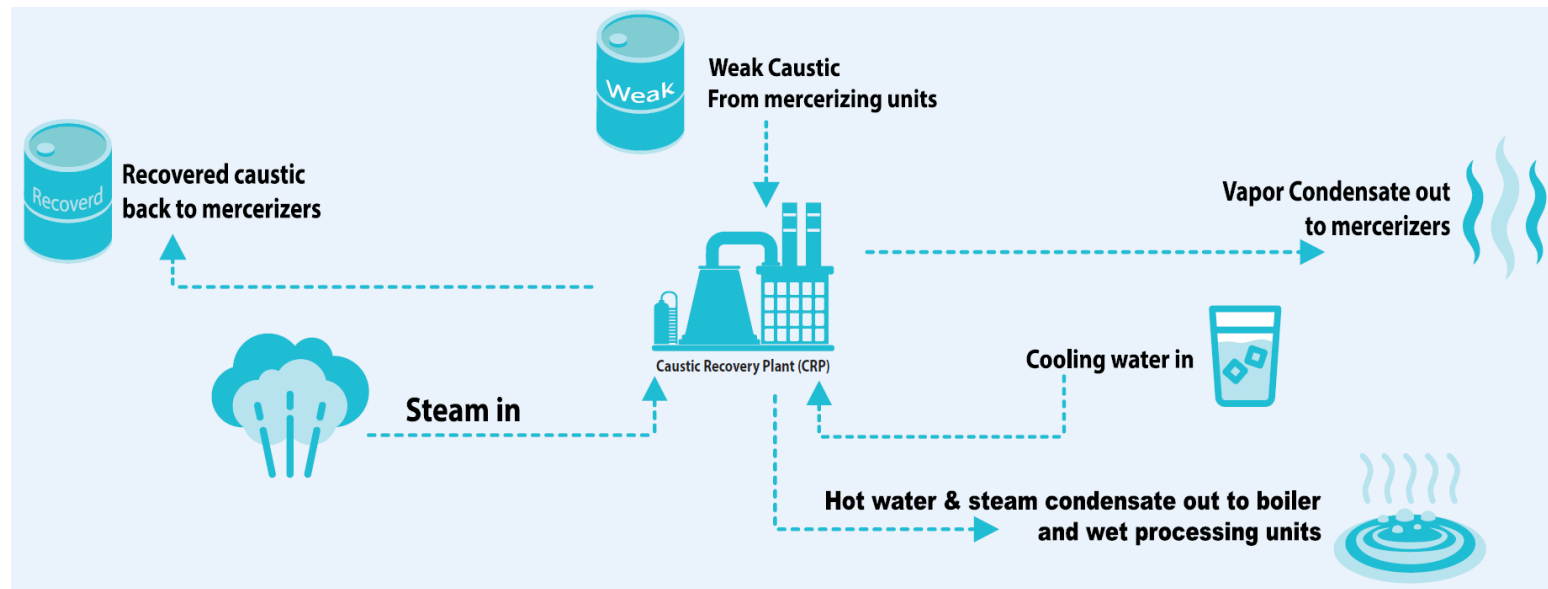 Weak
Weak Caustic
From mercerizing units
Recoverd
Recovered caustic
back to mercerizers
Vapor Condensate out
to mercerizers
Caustic Recovery Plant (CRP)
Cooling water in
Steam in
Hot water & steam condensate out to boiler
and wet processing units